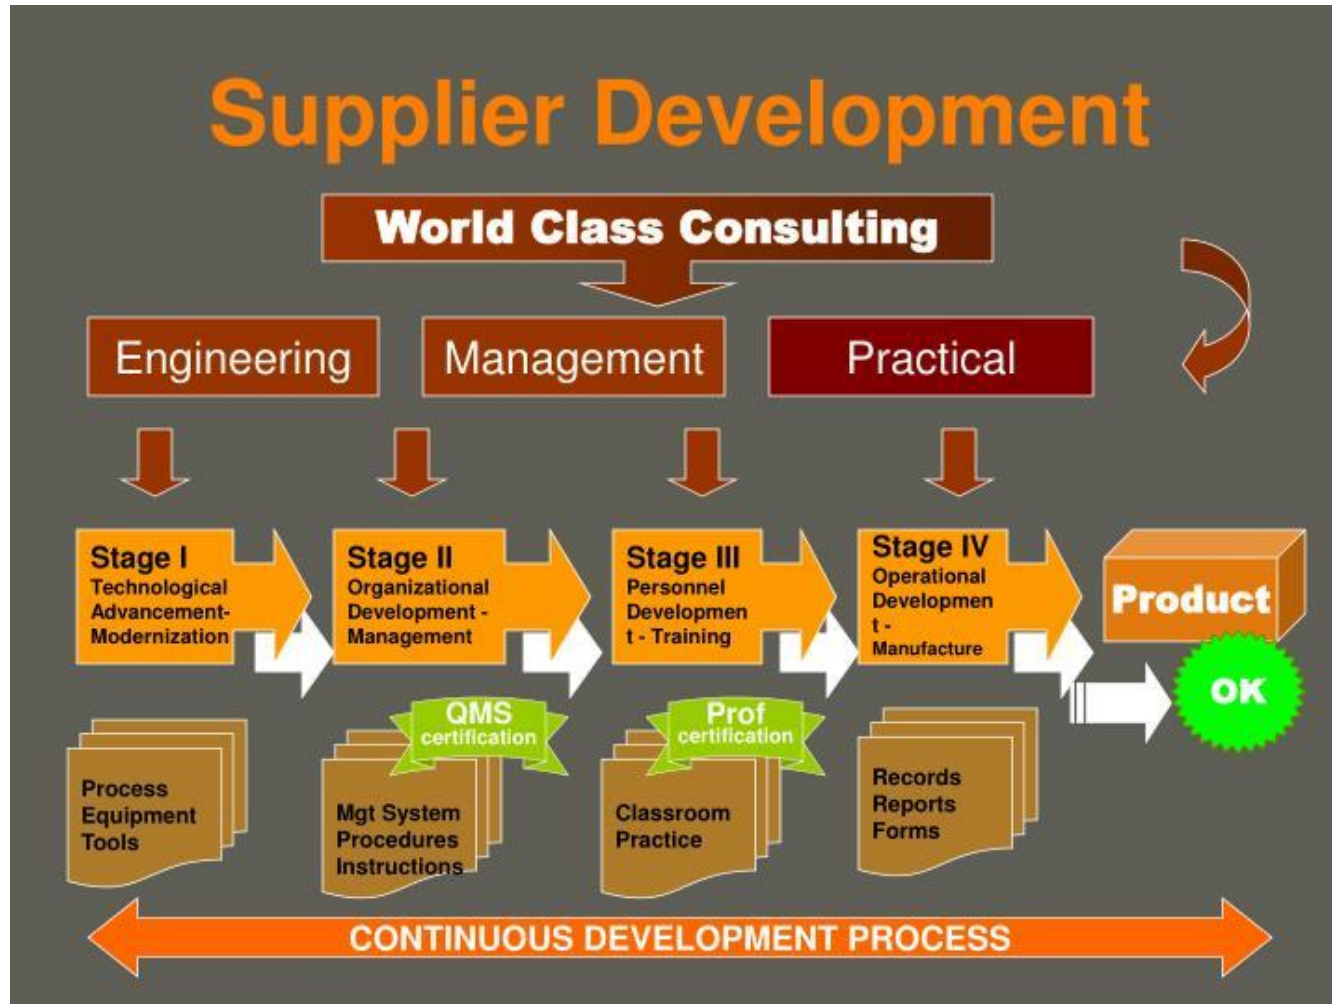 Supplier Development
World Class Consulting
Engineering
Management
Practical
Stage I
Technological
Advancement-
Modernization
Stage II
Organizational
Development -
Management
Stage III
Personnel
Developmen
t - Training
Stage IV
Operational
Developmen
t -
Manufacture
Product
OK
Process
Equipment
Tools
QMS
certification
Mgt System
Procedures
Instructions
Prof
certification
Classroom
Practice
Records
Reports
Forms
CONTINUOUS DEVELOPMENT PROCESS